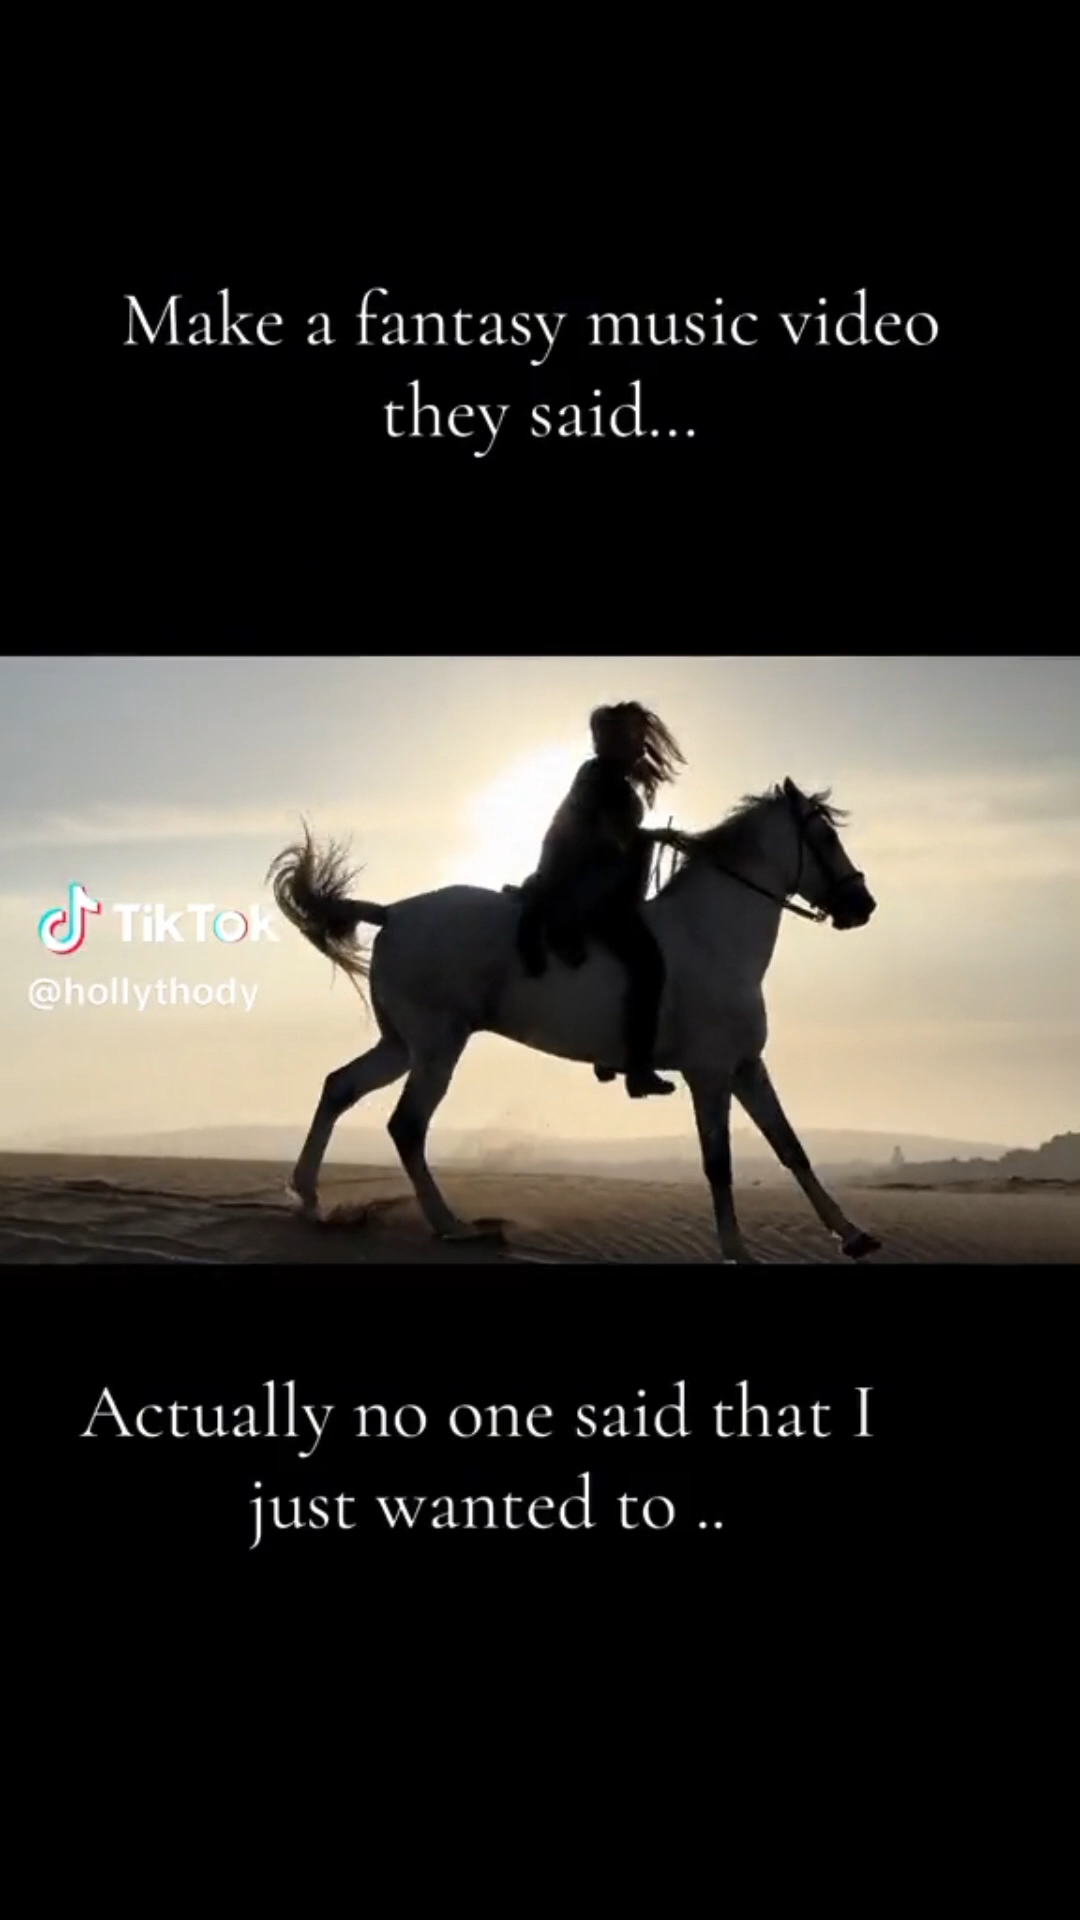 Make a fantasy music video
they said...
TikTok
@hollythody
Actually no one said that I
just wanted to ..